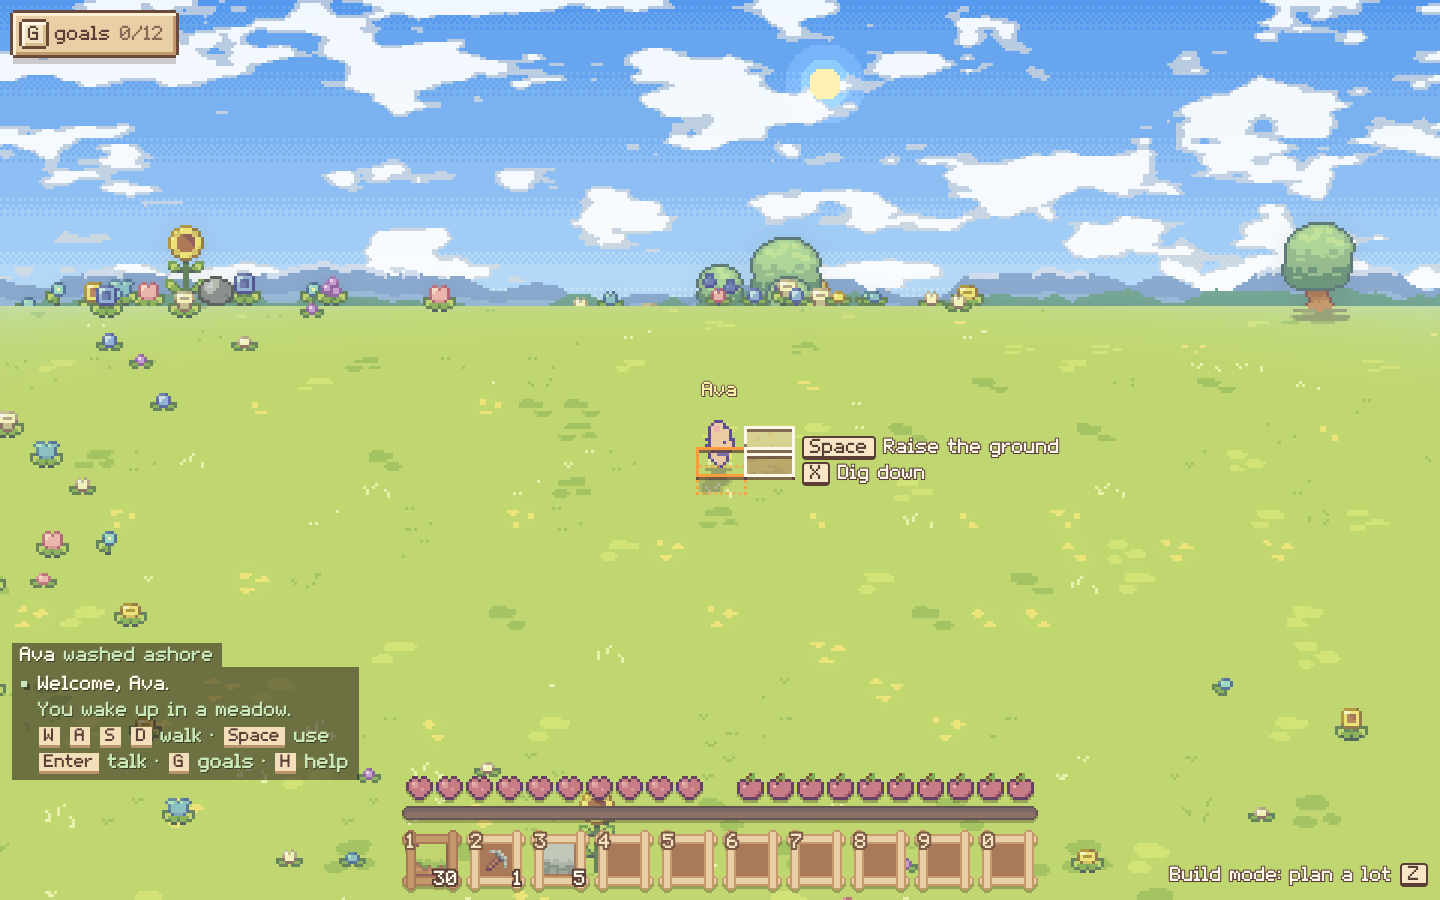 G goals 0/12
Ava
Space Raise the ground
X Dig down
Ava washed ashore
Welcome, Ava.
You wake up in a meadow.
W A S D walk · Space use
Enter talk · G goals · H help
1 2 3 4 5 6 7 8 9 0
30 1 5
Build mode: plan a lot Z